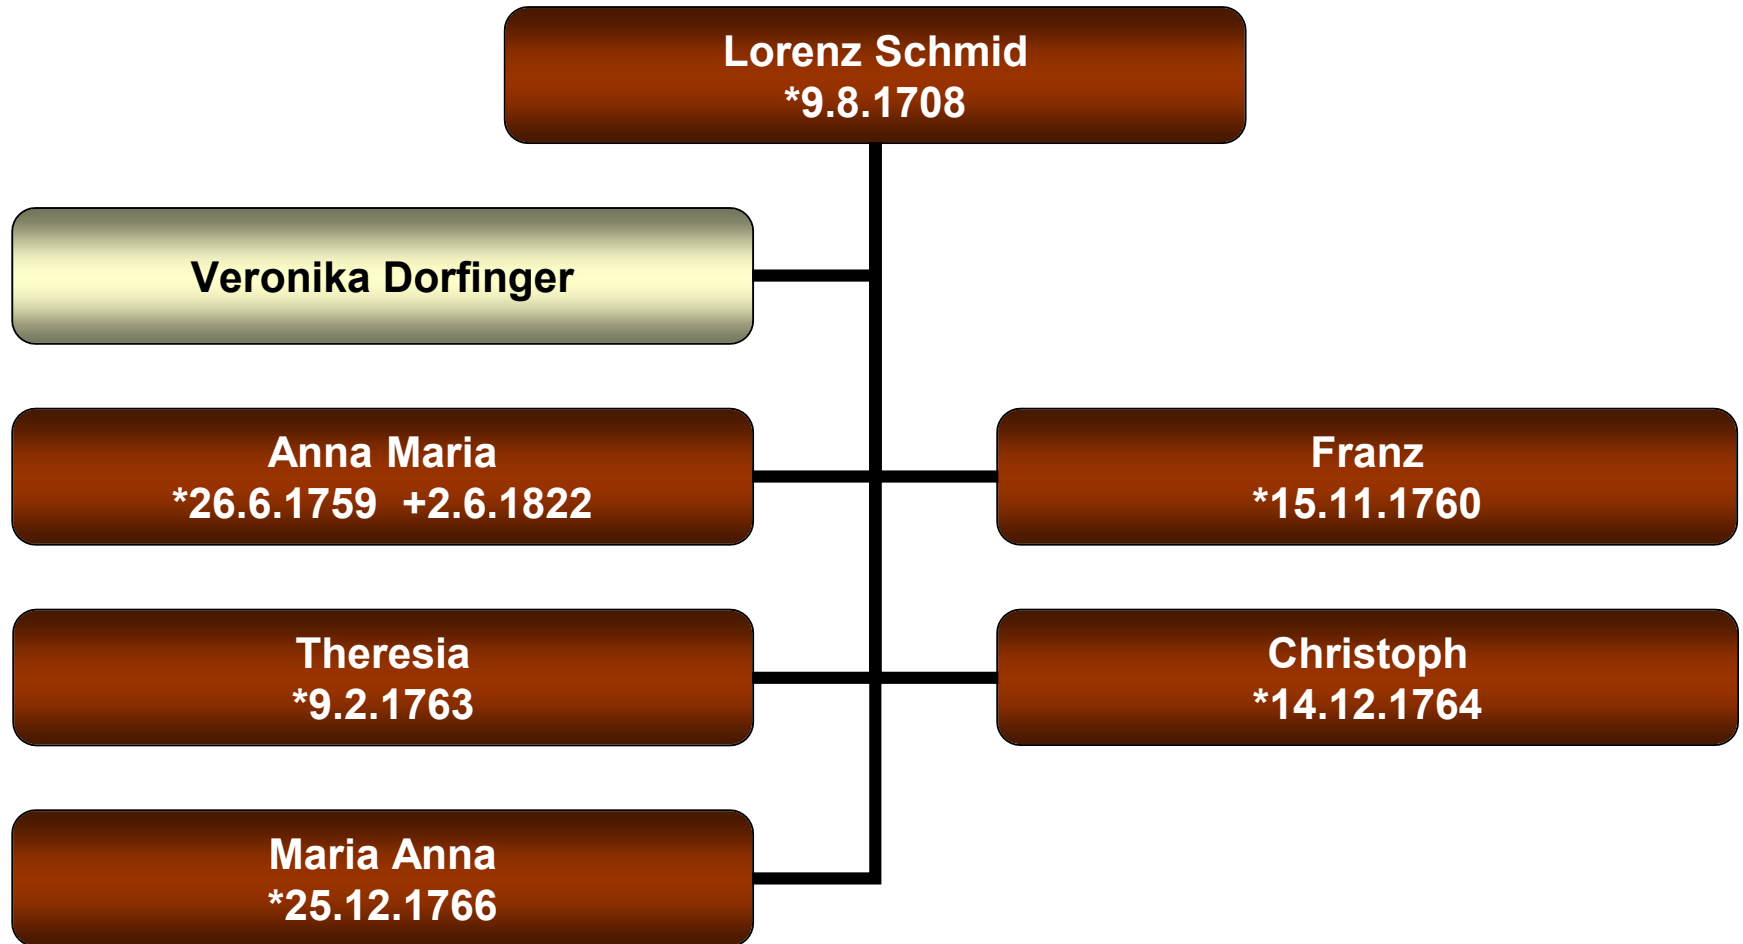 Lorenz Schmid
*9.8.1708
Veronika Dorfinger
Anna Maria
*26.6.1759  +2.6.1822
Franz
*15.11.1760
Theresia
*9.2.1763
Christoph
*14.12.1764
Maria Anna
*25.12.1766